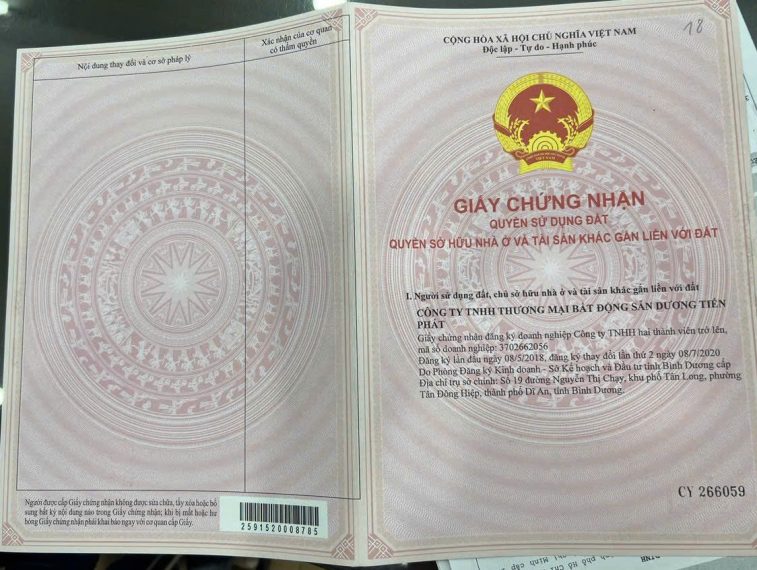 Nội dung thay đổi và cơ sở pháp lý
Xác nhận của cơ quan
có thẩm quyền
Người được cấp Giấy chứng nhận không được sửa chữa, tẩy xóa hoặc bổ
sung bất kỳ nội dung nào trong Giấy chứng nhận; khi bị mất hoặc hư
hỏng Giấy chứng nhận phải khai báo ngay với cơ quan cấp Giấy.
2591520008785
18
CỘNG HÒA XÃ HỘI CHỦ NGHĨA VIỆT NAM
Độc lập - Tự do - Hạnh phúc
VIỆT NAM
GIẤY CHỨNG NHẬN
QUYỀN SỬ DỤNG ĐẤT
QUYỀN SỞ HỮU NHÀ Ở VÀ TÀI SẢN KHÁC GẮN LIỀN VỚI ĐẤT
I. Người sử dụng đất, chủ sở hữu nhà ở và tài sản khác gắn liền với đất
CÔNG TY TNHH THƯƠNG MẠI BẤT ĐỘNG SẢN DƯƠNG TIẾN
PHÁT
Giấy chứng nhận đăng ký doanh nghiệp Công ty TNHH hai thành viên trở lên,
mã số doanh nghiệp: 3702662056
Đăng ký lần đầu ngày 08/5/2018, đăng ký thay đổi lần thứ 2 ngày 08/7/2020
Do Phòng Đăng ký Kinh doanh - Sở Kế hoạch và Đầu tư tỉnh Bình Dương cấp
Địa chỉ trụ sở chính: Số 19 đường Nguyễn Thị Chạy, khu phố Tân Long, phường
Tân Đông Hiệp, thành phố Dĩ An, tỉnh Bình Dương.
CY 266059